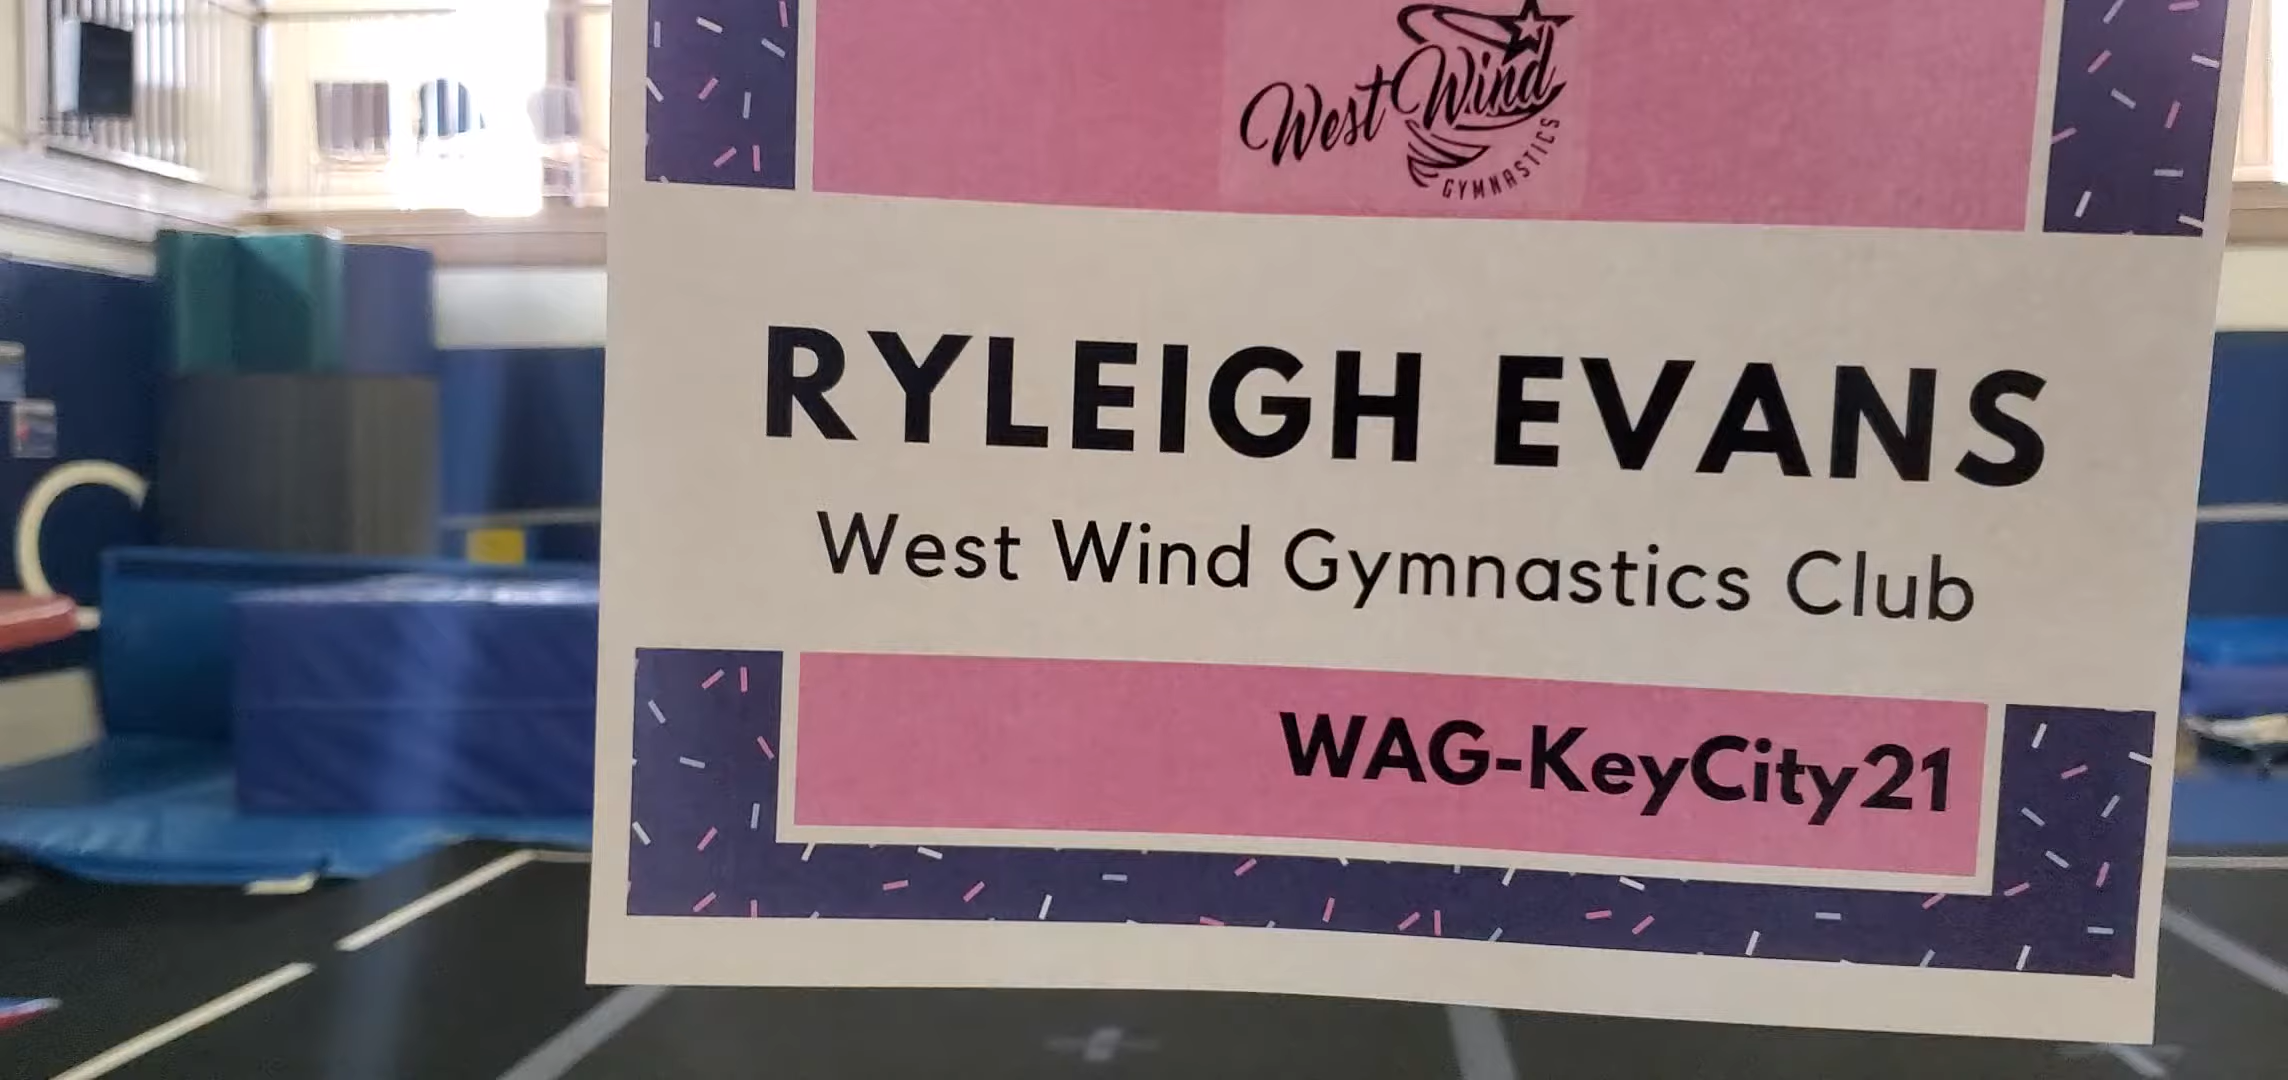 West Wind
GYMNASTICS
RYLEIGH EVANS
West Wind Gymnastics Club
WAG-KeyCity21